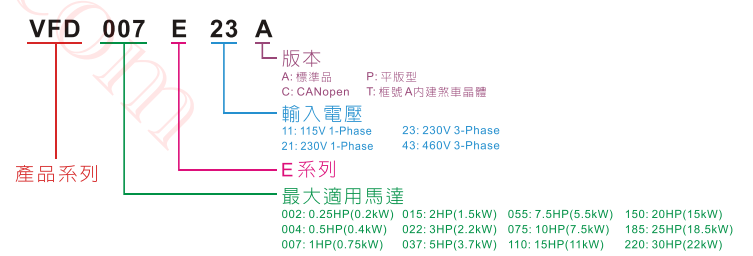 VFD 007 E 23 A
版本
A: 標準品 P: 平版型
C: CANopen T: 框號A內建煞車晶體
輸入電壓
11: 115V 1-Phase 23: 230V 3-Phase
21: 230V 1-Phase 43: 460V 3-Phase
E系列
產品系列
最大適用馬達
002: 0.25HP(0.2kW) 015: 2HP(1.5kW) 055: 7.5HP(5.5kW) 150: 20HP(15kW)
004: 0.5HP(0.4kW) 022: 3HP(2.2kW) 075: 10HP(7.5kW) 185: 25HP(18.5kW)
007: 1HP(0.75kW) 037: 5HP(3.7kW) 110: 15HP(11kW) 220: 30HP(22kW)
com